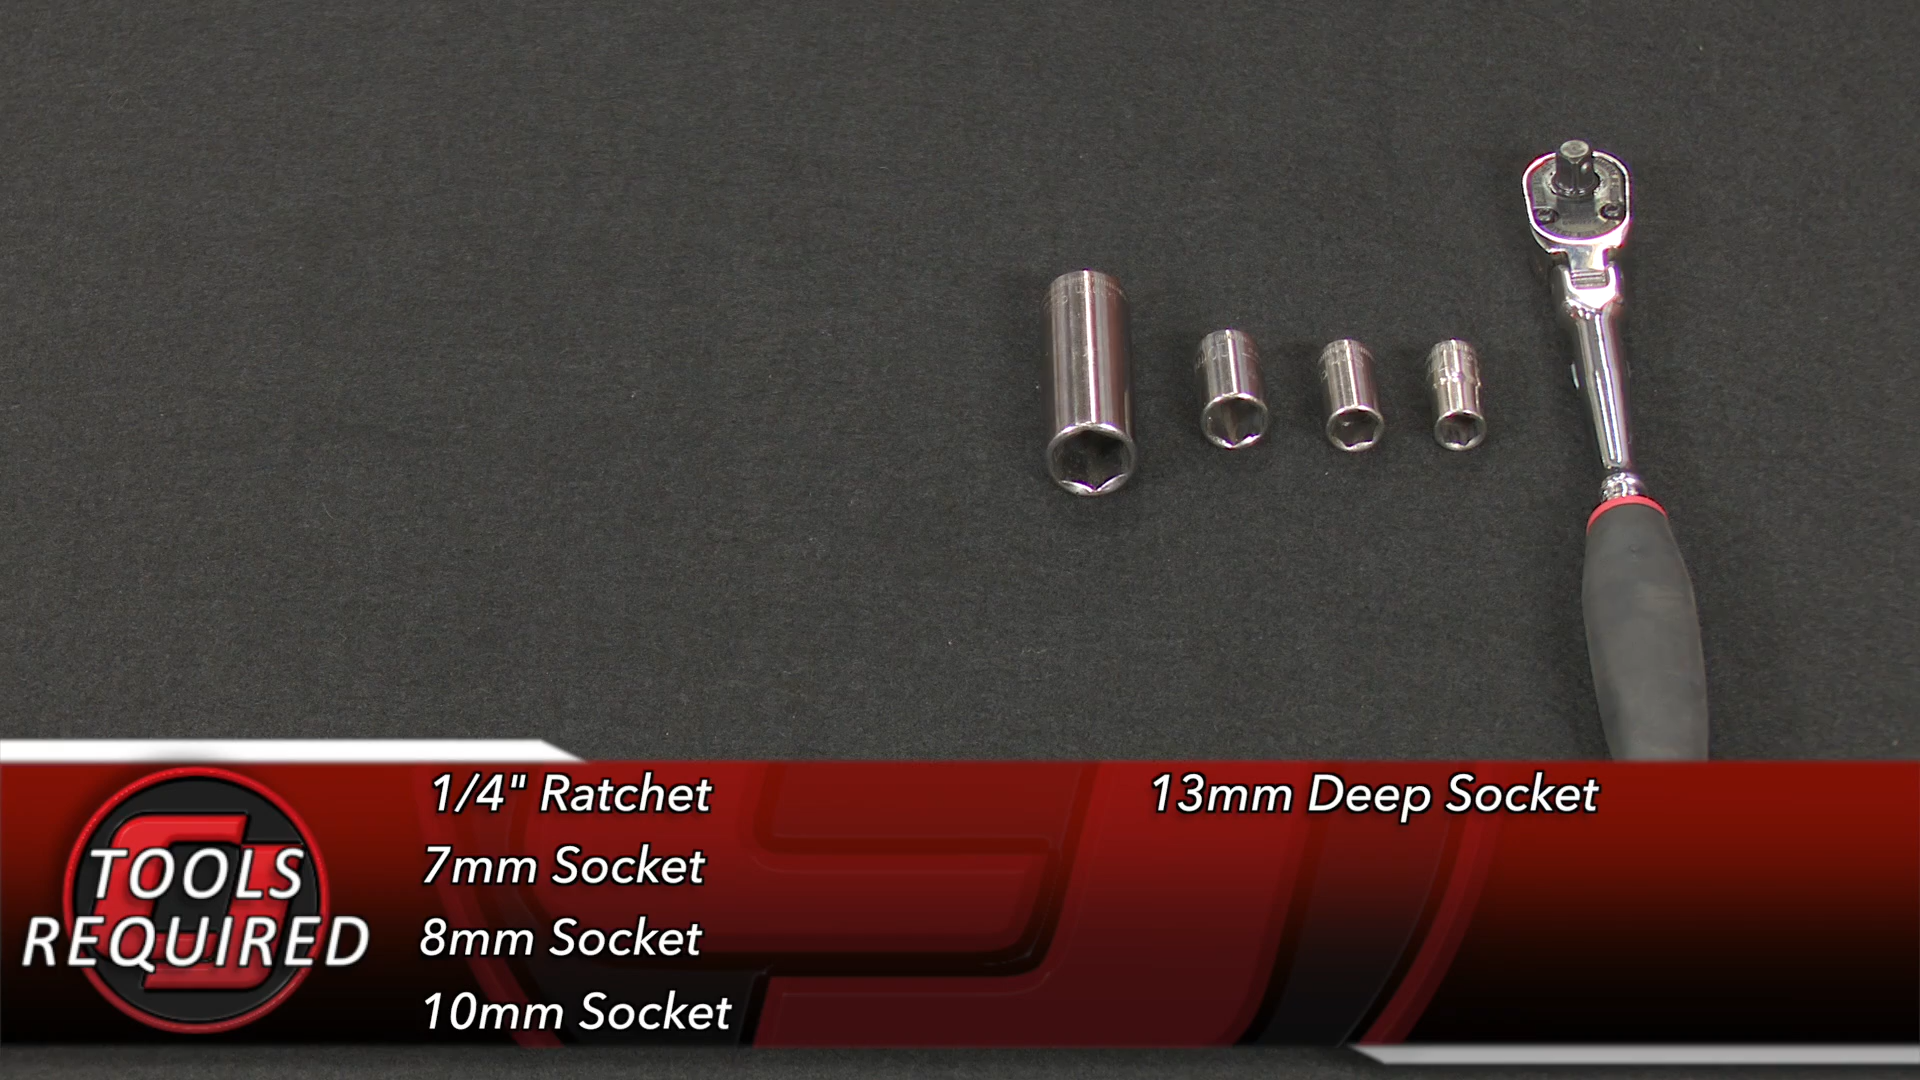 TOOLS
REQUIRED
1/4" Ratchet
7mm Socket
8mm Socket
10mm Socket
13mm Deep Socket